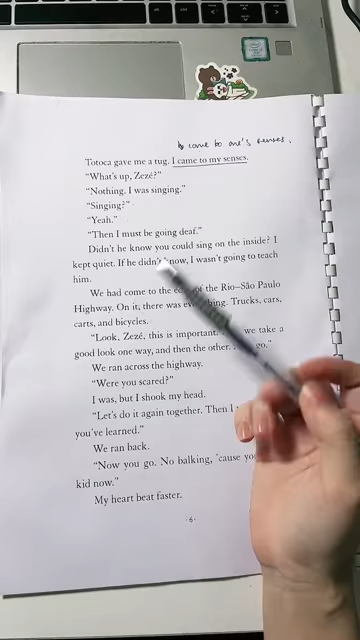 to come to one's senses.
Totoca gave me a tug. I came to my senses.
"What's up, Zezé?"
"Nothing. I was singing."
"Singing?"
"Yeah."
"Then I must be going deaf."
Didn't he know you could sing on the inside? I
kept quiet. If he didn't know, I wasn't going to teach
him.
We had come to the of the Rio–São Paulo
Highway. On it, there was everything. Trucks, cars,
carts, and bicycles.
"Look, Zezé, this is important. we take a
good look one way, and then the other. go."
We ran across the highway.
"Were you scared?"
I was, but I shook my head.
"Let's do it again together. Then I
you've learned."
We ran back.
"Now you go. No balking, 'cause
kid now."
My heart beat faster.
·6·